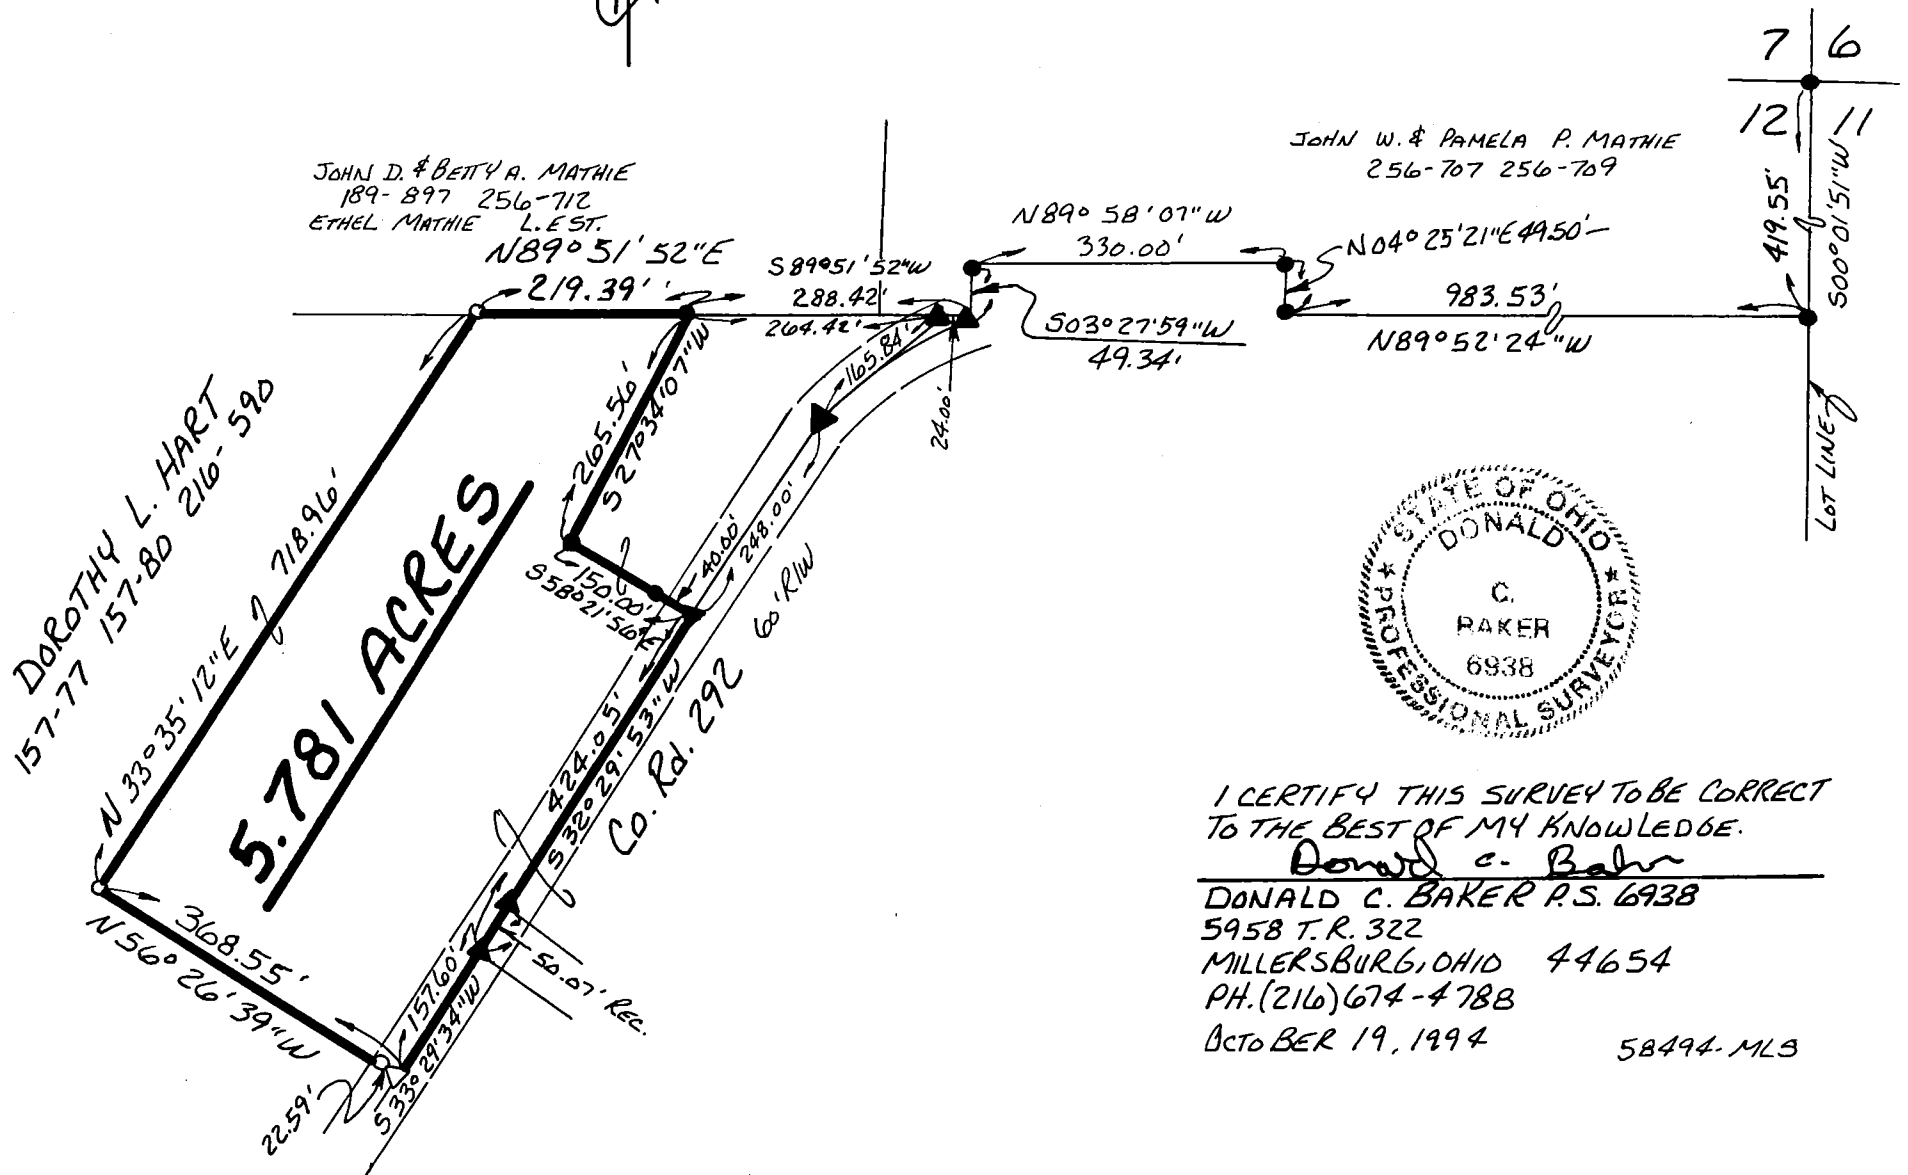 7 6
12 11
JOHN D. & BETTY A. MATHIE
189-897 256-712
ETHEL MATHIE L.EST.
N89°51'52"E
219.39'
S89°51'52"W
288.42'
264.42'
N89°58'07"W
330.00'
JOHN W. & PAMELA P. MATHIE
256-707 256-709
N04°25'21"E 49.50'
419.55'
S00°01'51"W
983.53'
N89°52'24"W
S03°27'59"W
49.34'
165.84'
24.00'
LOT LINE
265.56'
S27°34'07"W
DOROTHY L. HART
157-77 157-80 216-590
718.96'
N33°35'12"E
5.781 ACRES
150.00'
S58°21'56"E
40.00'
248.00'
60' R/W
Co. Rd. 292
424.05'
S32°29'53"W
368.55'
N56°26'39"W
157.60'
S33°29'34"W
50.07' REC.
22.59'
STATE OF OHIO
DONALD
C.
BAKER
6938
PROFESSIONAL SURVEYOR
I CERTIFY THIS SURVEY TO BE CORRECT
TO THE BEST OF MY KNOWLEDGE.
Donald C. Baker
DONALD C. BAKER P.S. 6938
5958 T.R. 322
MILLERSBURG, OHIO 44654
PH.(216)674-4788
OCTOBER 19, 1994
58494-MLS